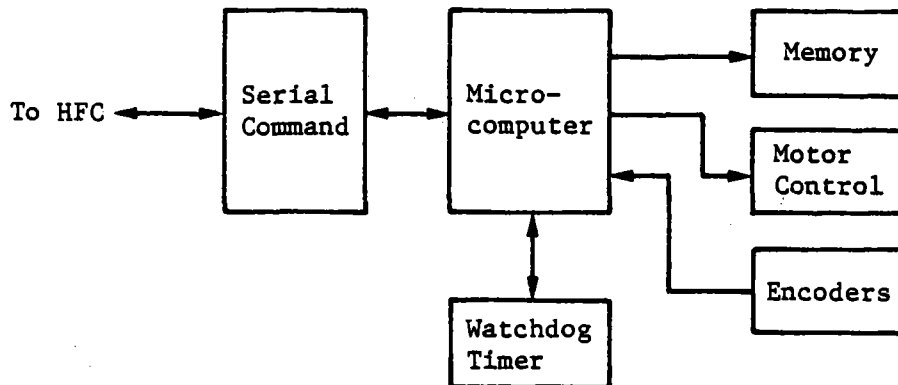 To HFC
Serial
Command
Micro-
computer
Memory
Motor
Control
Encoders
Watchdog
Timer